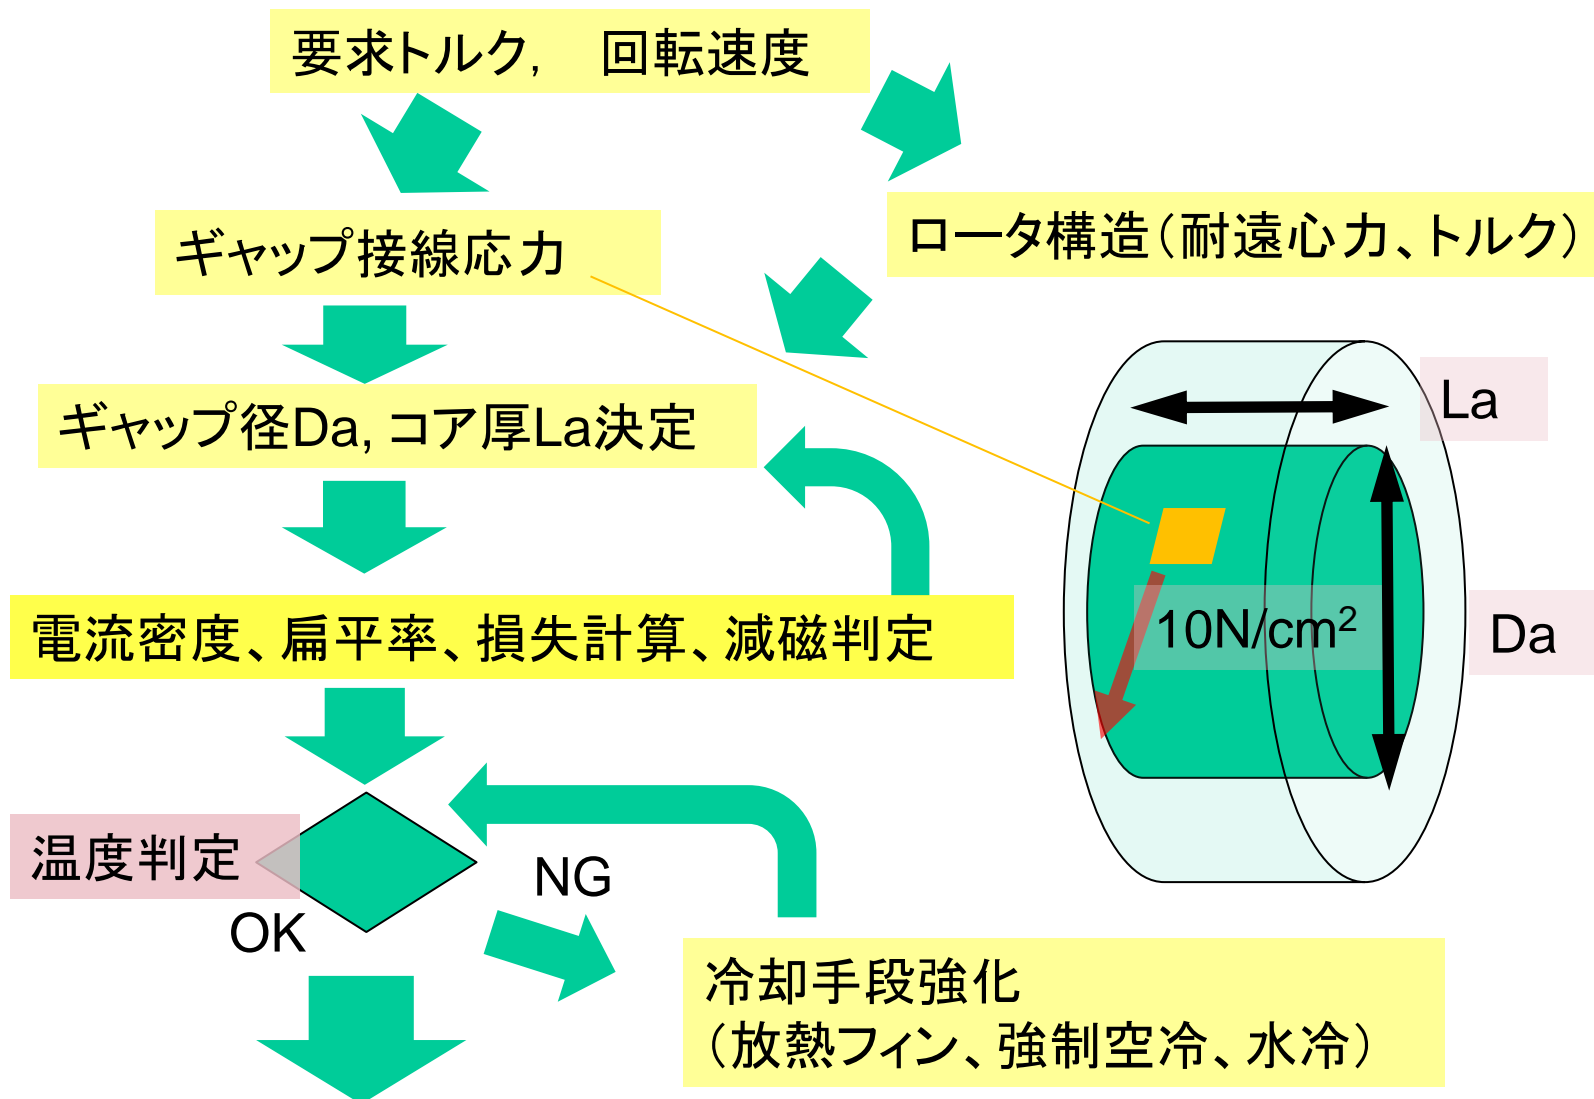 要求トルク,　回転速度
ギャップ接線応力
ロータ構造（耐遠心力、トルク）
ギャップ径Da, コア厚La決定
La
電流密度、扁平率、損失計算、減磁判定
10N/cm²
Da
温度判定
NG
OK
冷却手段強化
（放熱フィン、強制空冷、水冷）